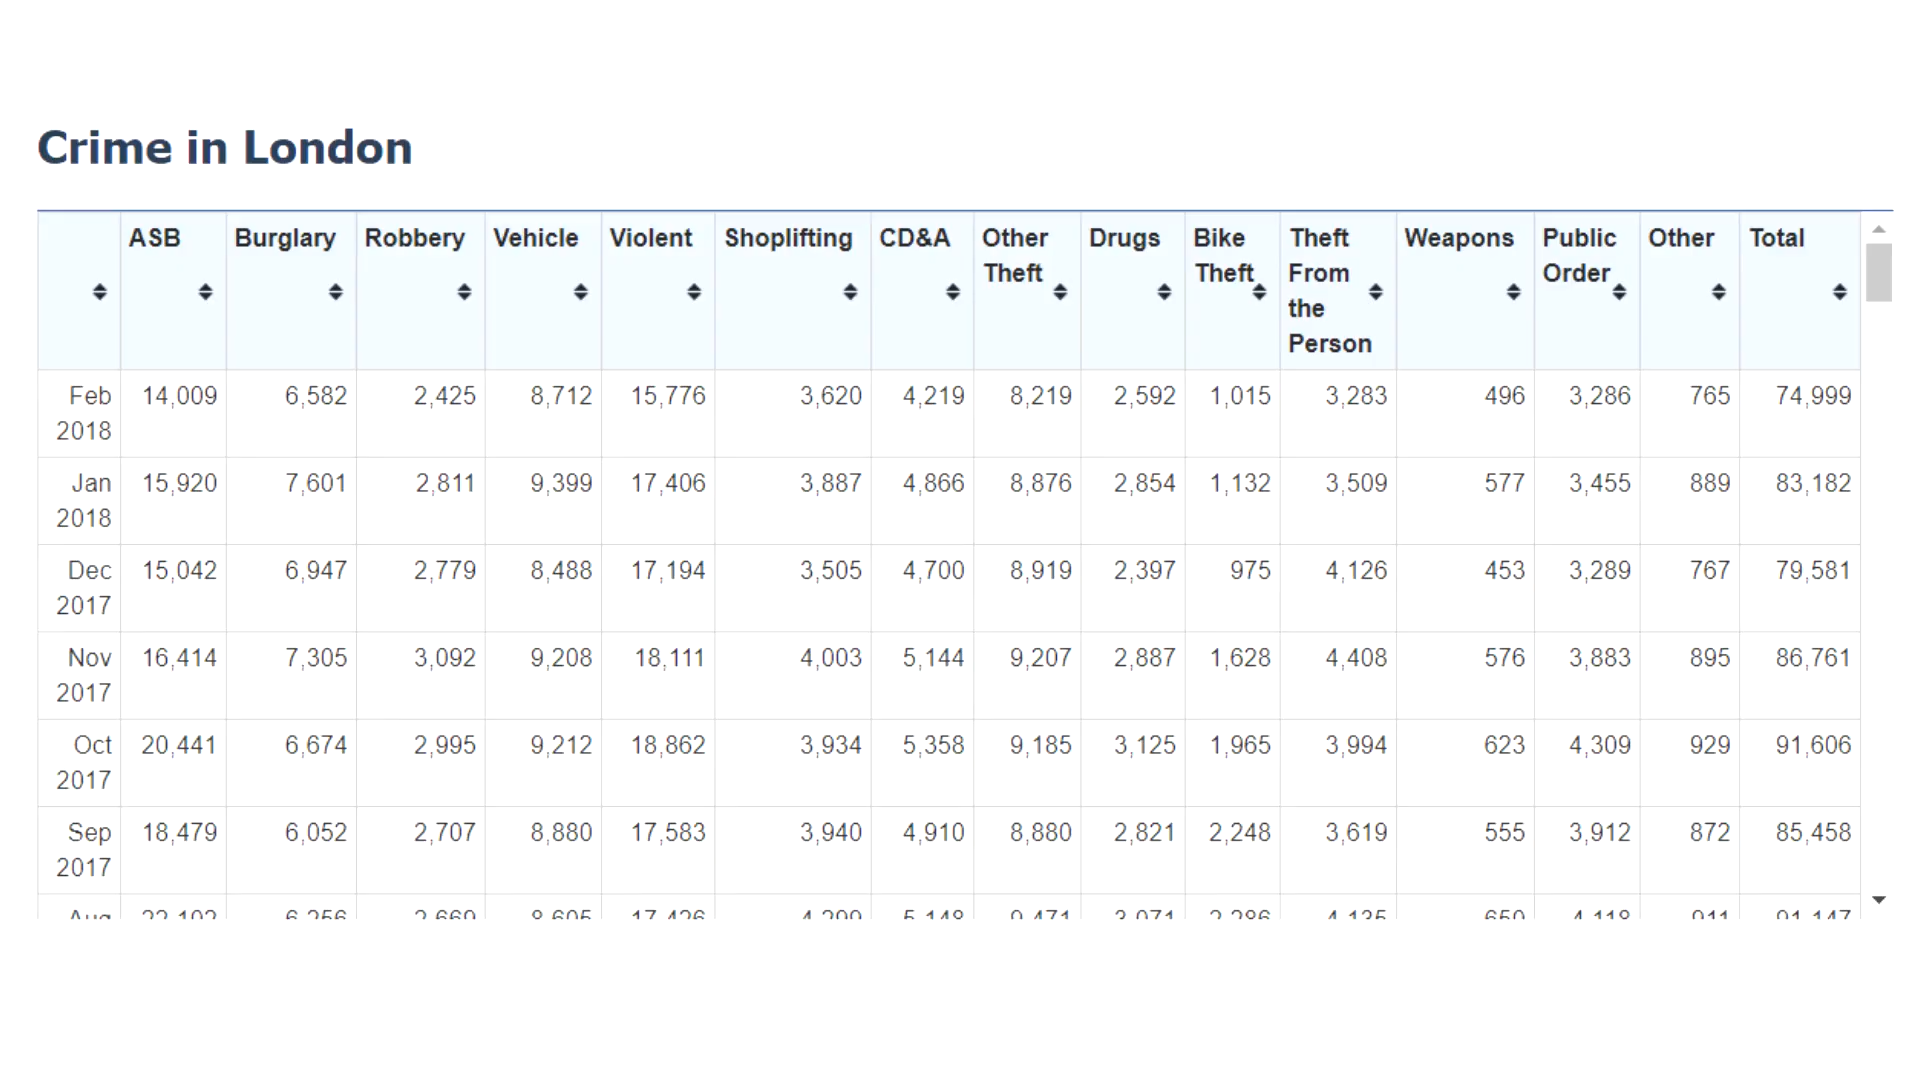 Crime in London
ASB Burglary Robbery Vehicle Violent Shoplifting CD&A Other Theft Drugs Bike Theft Theft From the Person Weapons Public Order Other Total
Feb 2018 14,009 6,582 2,425 8,712 15,776 3,620 4,219 8,219 2,592 1,015 3,283 496 3,286 765 74,999
Jan 2018 15,920 7,601 2,811 9,399 17,406 3,887 4,866 8,876 2,854 1,132 3,509 577 3,455 889 83,182
Dec 2017 15,042 6,947 2,779 8,488 17,194 3,505 4,700 8,919 2,397 975 4,126 453 3,289 767 79,581
Nov 2017 16,414 7,305 3,092 9,208 18,111 4,003 5,144 9,207 2,887 1,628 4,408 576 3,883 895 86,761
Oct 2017 20,441 6,674 2,995 9,212 18,862 3,934 5,358 9,185 3,125 1,965 3,994 623 4,309 929 91,606
Sep 2017 18,479 6,052 2,707 8,880 17,583 3,940 4,910 8,880 2,821 2,248 3,619 555 3,912 872 85,458